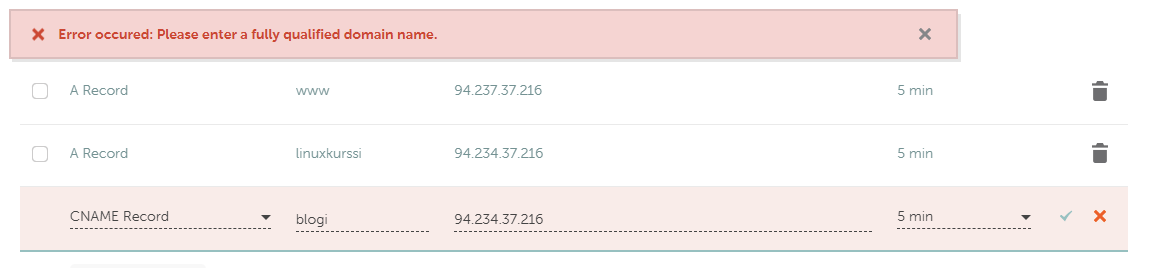 Error occured: Please enter a fully qualified domain name.
A Record www 94.237.37.216 5 min
A Record linuxkurssi 94.234.37.216 5 min
CNAME Record blogi 94.234.37.216 5 min